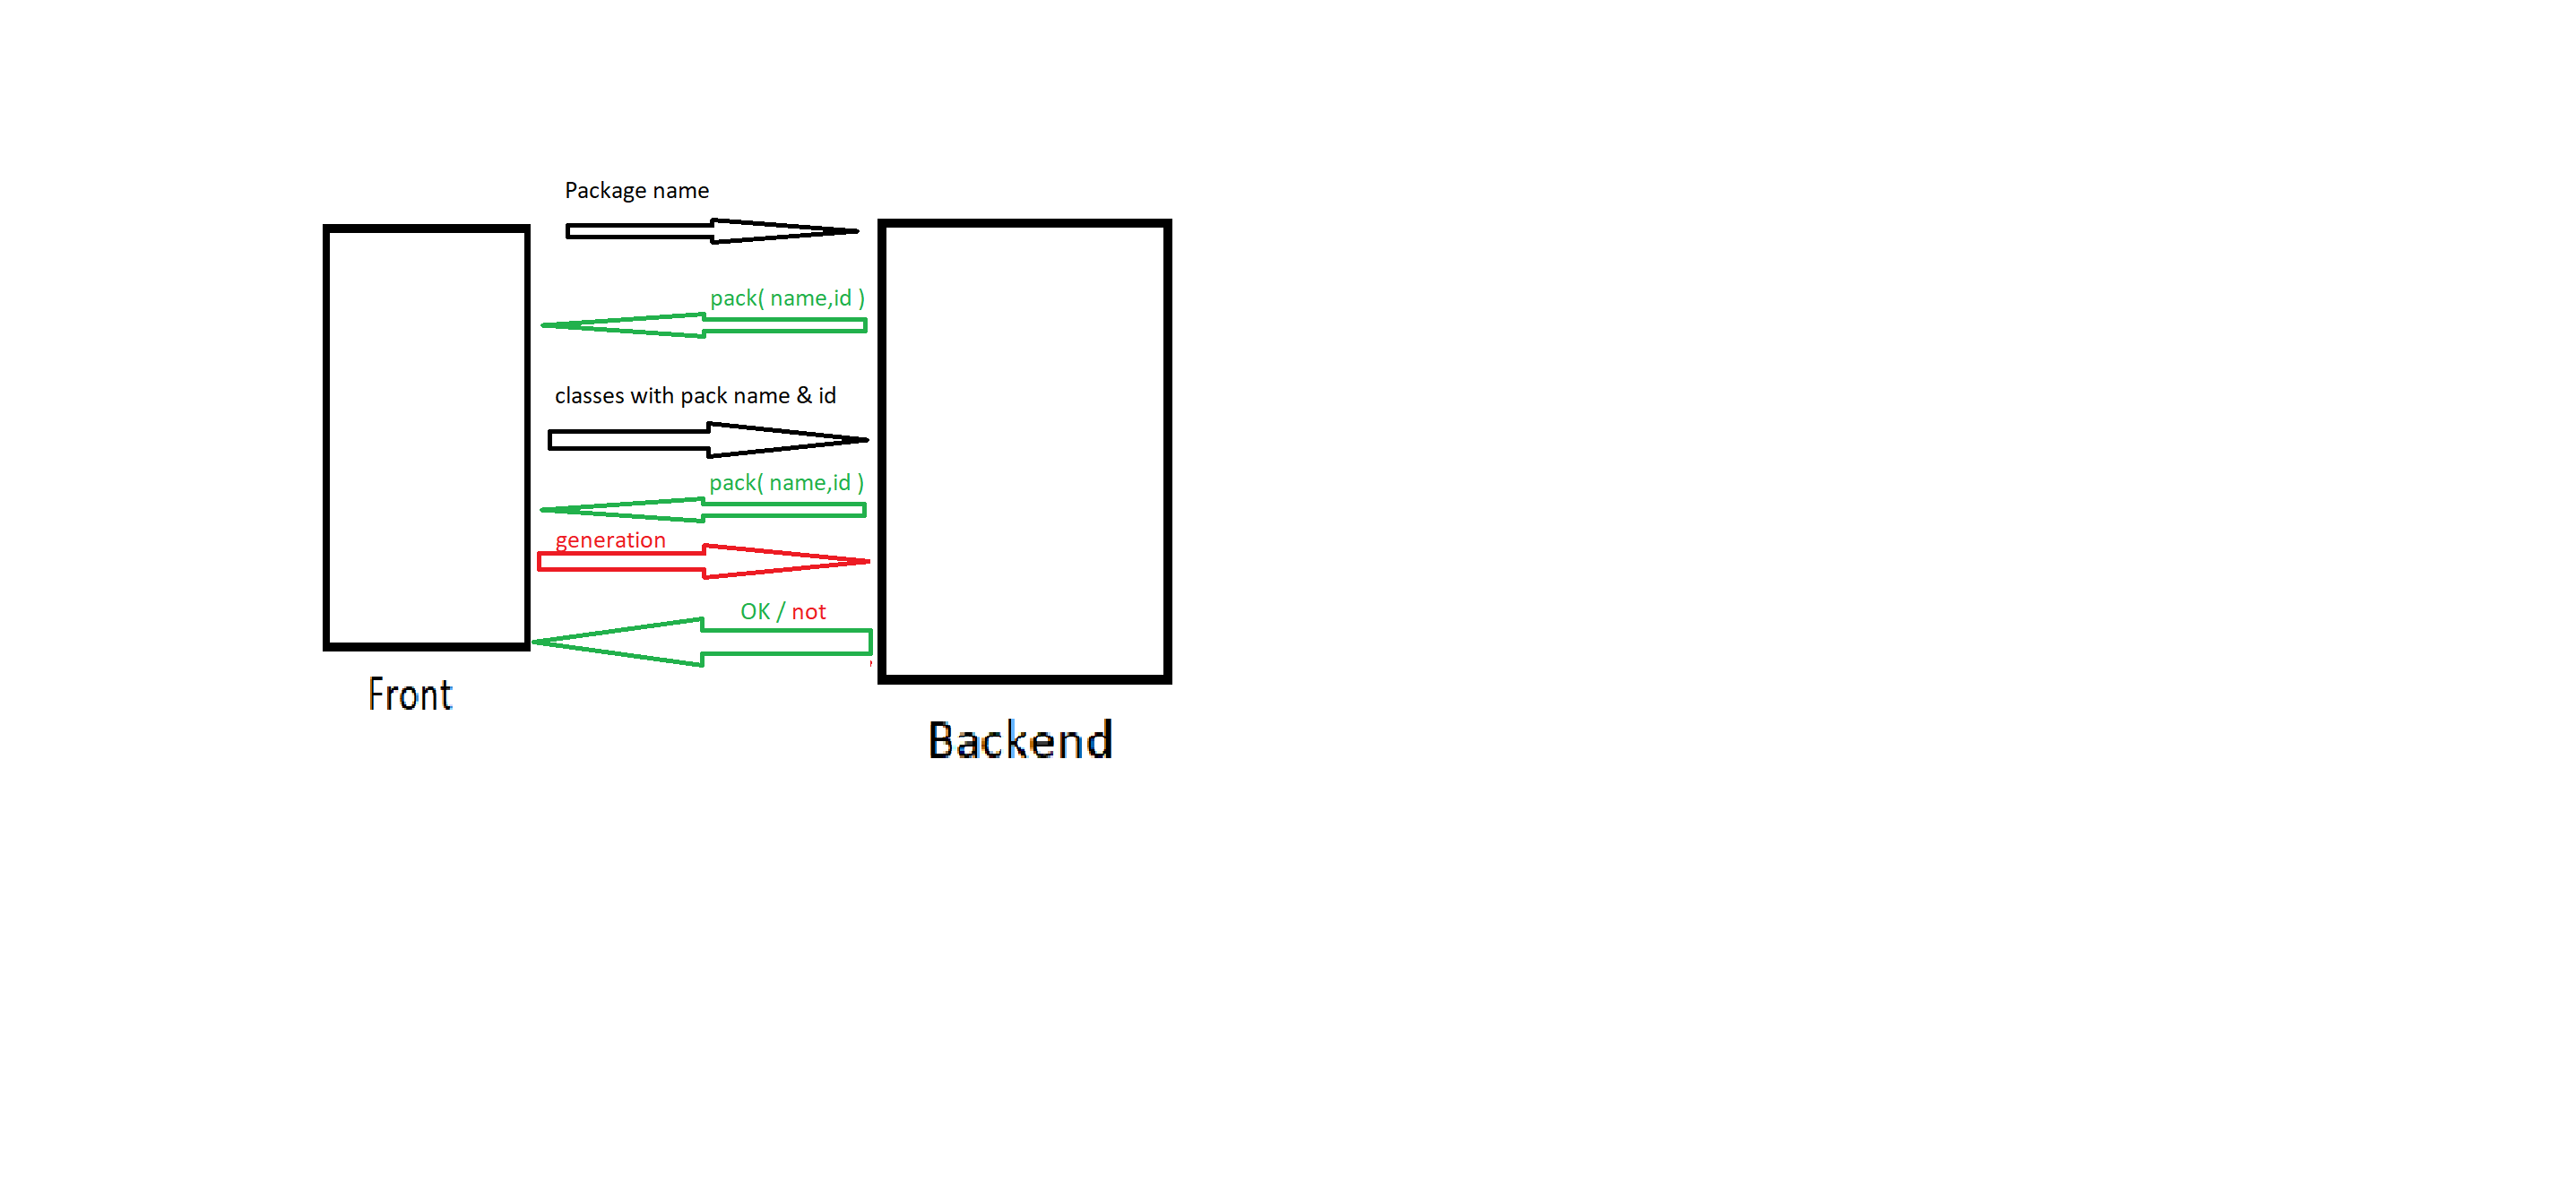 Package name
pack( name,id )
classes with pack name & id
pack( name,id )
generation
OK / not
Front
Backend